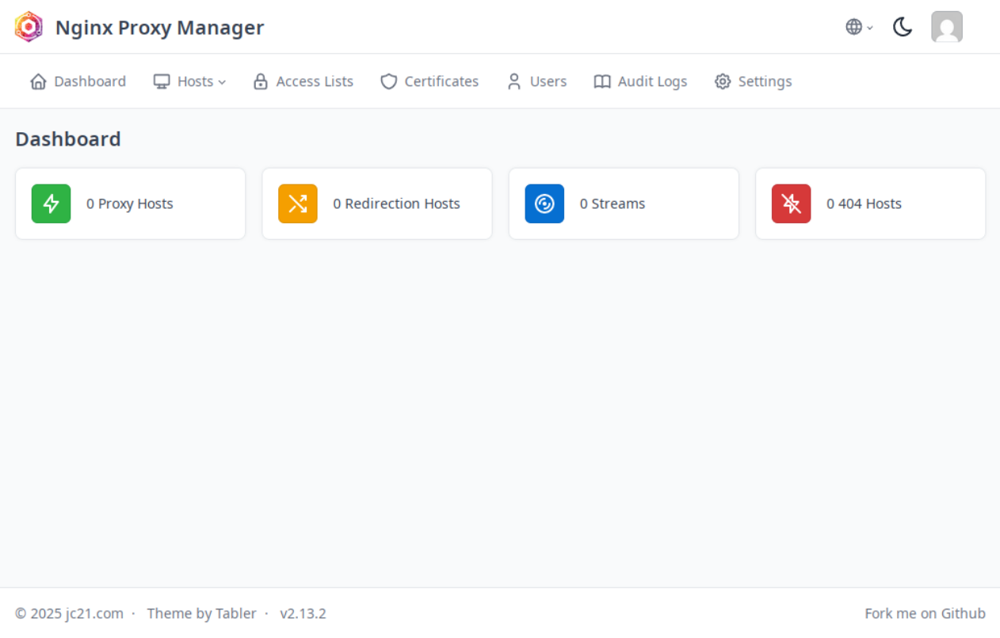 Nginx Proxy Manager
Dashboard Hosts Access Lists Certificates Users Audit Logs Settings
Dashboard
0 Proxy Hosts 0 Redirection Hosts 0 Streams 0 404 Hosts
© 2025 jc21.com · Theme by Tabler · v2.13.2 Fork me on Github